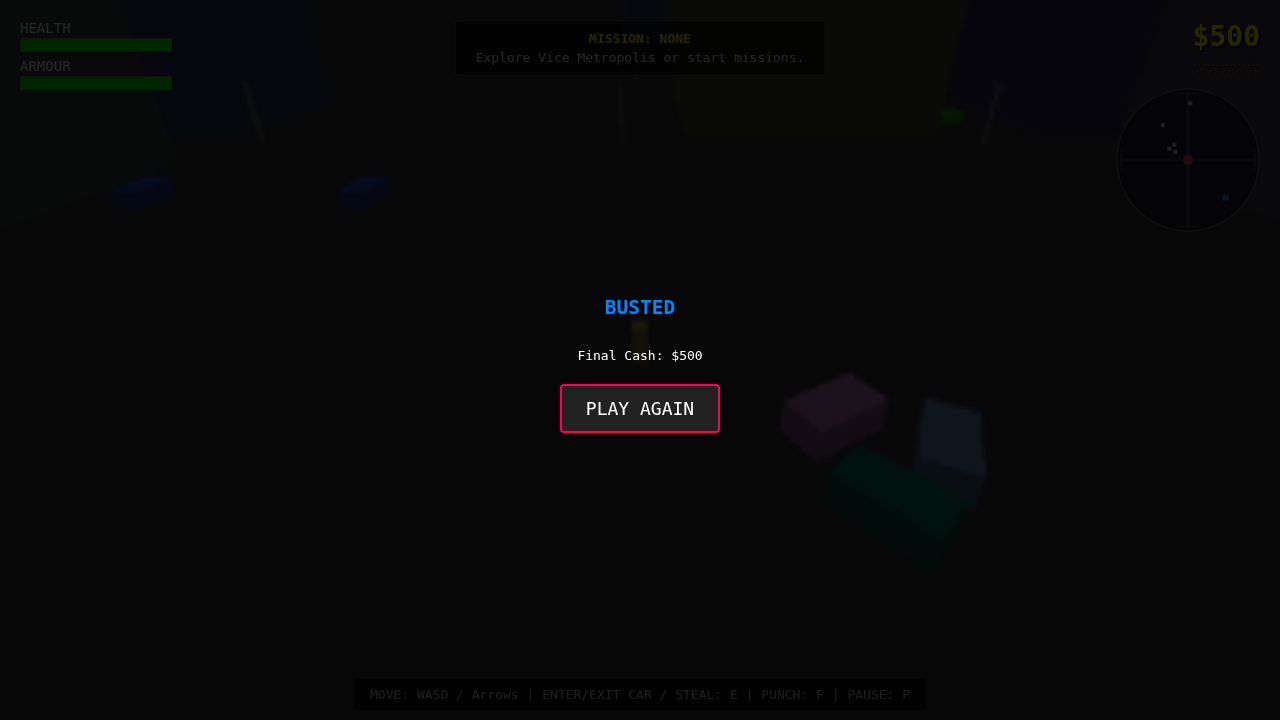 HEALTH
ARMOUR
MISSION: NONE
Explore Vice Metropolis or start missions.
$500
BUSTED
Final Cash: $500
PLAY AGAIN
MOVE: WASD / Arrows | ENTER/EXIT CAR / STEAL: E | PUNCH: F | PAUSE: P